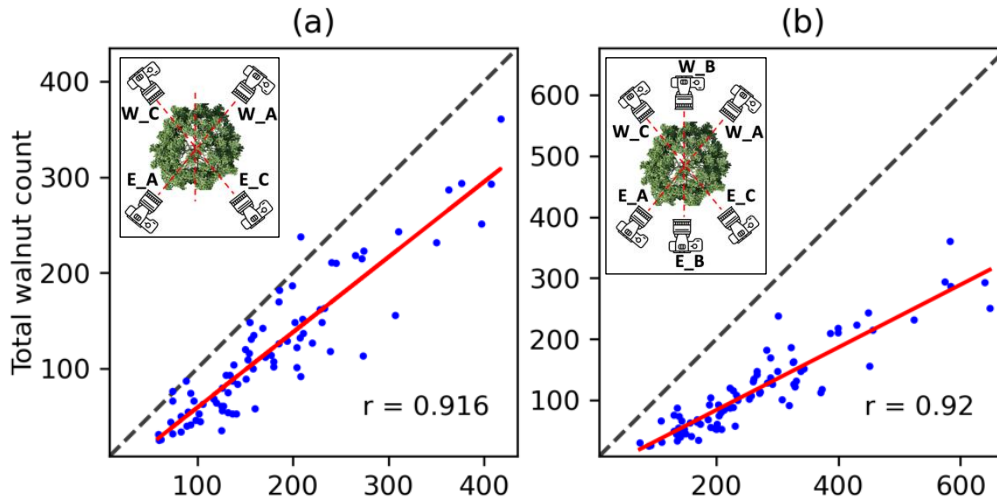 (a)
(b)
Total walnut count
400
300
200
100
100
200
300
400
W_C
W_A
E_A
E_C
r = 0.916
600
500
400
300
200
100
200
400
600
W_B
W_C
W_A
E_A
E_C
E_B
r = 0.92